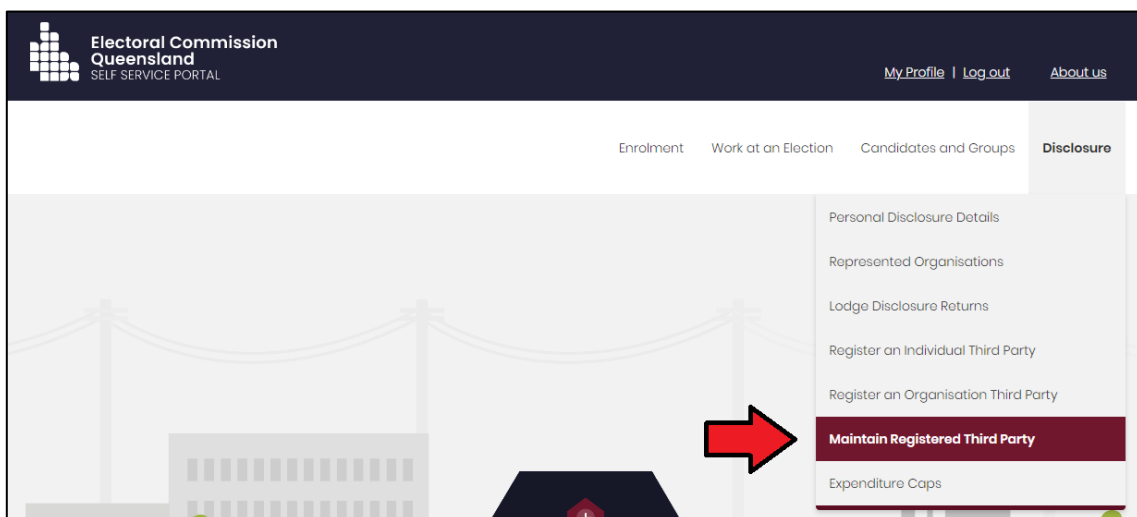 Electoral Commission
Queensland
SELF SERVICE PORTAL
My Profile | Log out About us
Enrolment Work at an Election Candidates and Groups Disclosure
Personal Disclosure Details
Represented Organisations
Lodge Disclosure Returns
Register an Individual Third Party
Register an Organisation Third Party
Maintain Registered Third Party
Expenditure Caps